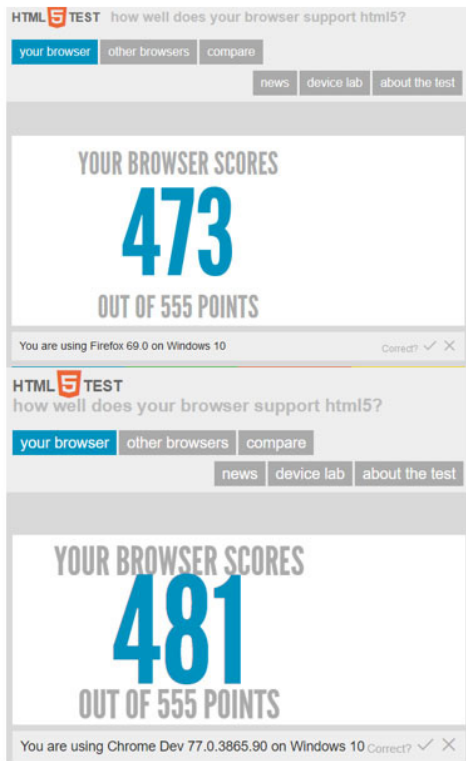 HTML 5 TEST how well does your browser support html5?
your browser other browsers compare
news device lab about the test
YOUR BROWSER SCORES
473
OUT OF 555 POINTS
You are using Firefox 69.0 on Windows 10 Correct? ✓ ✕
HTML 5 TEST
how well does your browser support html5?
your browser other browsers compare
news device lab about the test
YOUR BROWSER SCORES
481
OUT OF 555 POINTS
You are using Chrome Dev 77.0.3865.90 on Windows 10 Correct? ✓ ✕